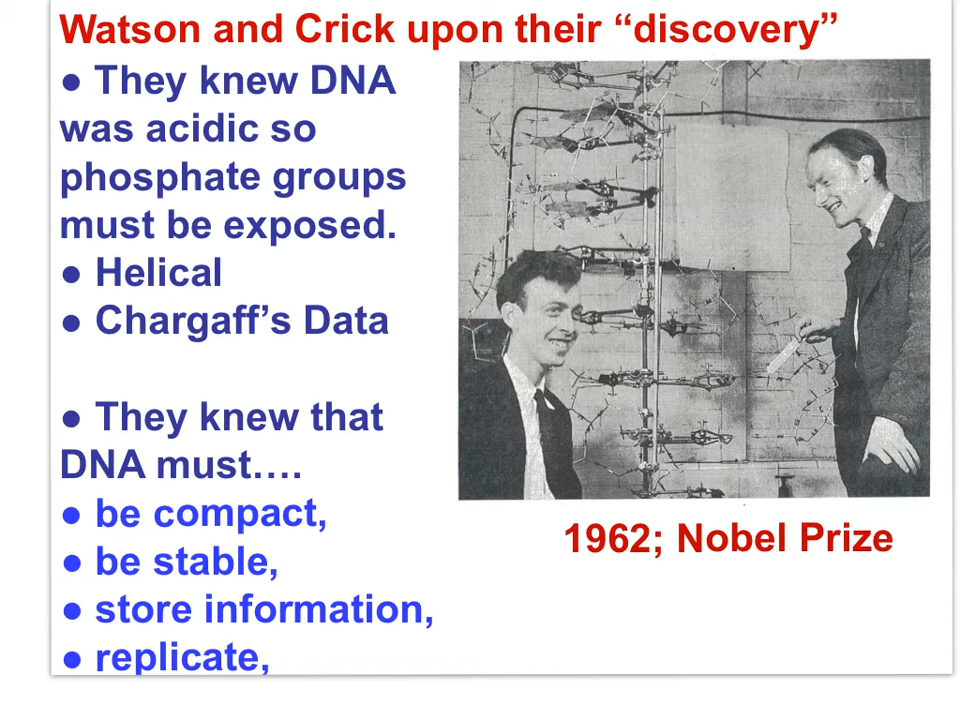 Watson and Crick upon their “discovery”
● They knew DNA
was acidic so
phosphate groups
must be exposed.
● Helical
● Chargaff’s Data
● They knew that
DNA must….
● be compact,
● be stable,
● store information,
● replicate,
1962; Nobel Prize